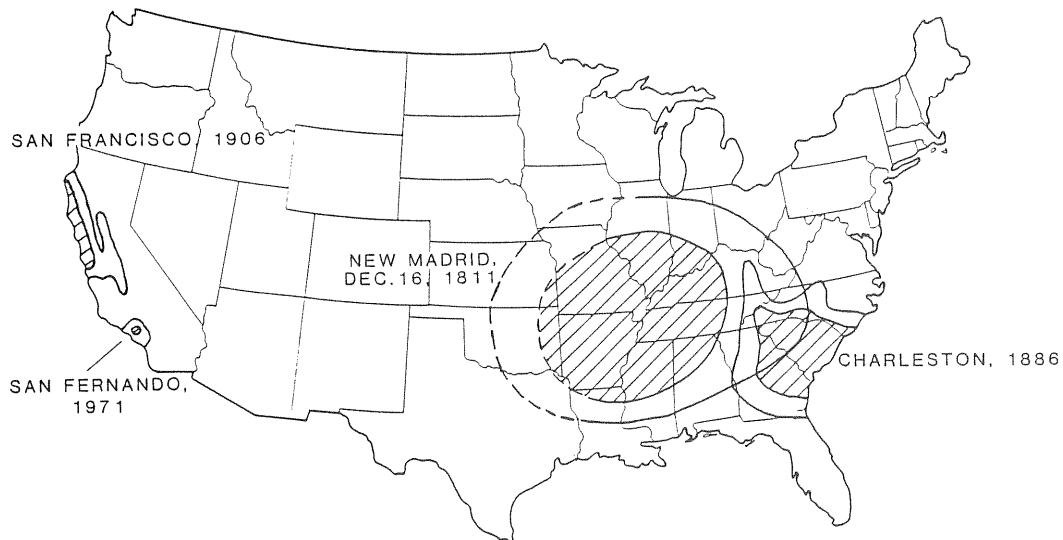 SAN FRANCISCO, 1906
NEW MADRID,
DEC. 16, 1811
CHARLESTON, 1886
SAN FERNANDO,
1971